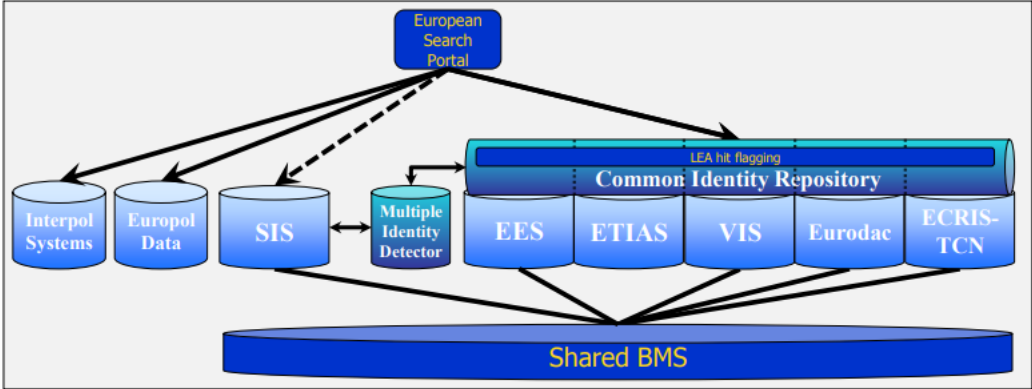 European
Search
Portal
LEA hit flagging
Common Identity Repository
Interpol
Systems
Europol
Data
SIS
Multiple
Identity
Detector
EES
ETIAS
VIS
Eurodac
ECRIS-
TCN
Shared BMS